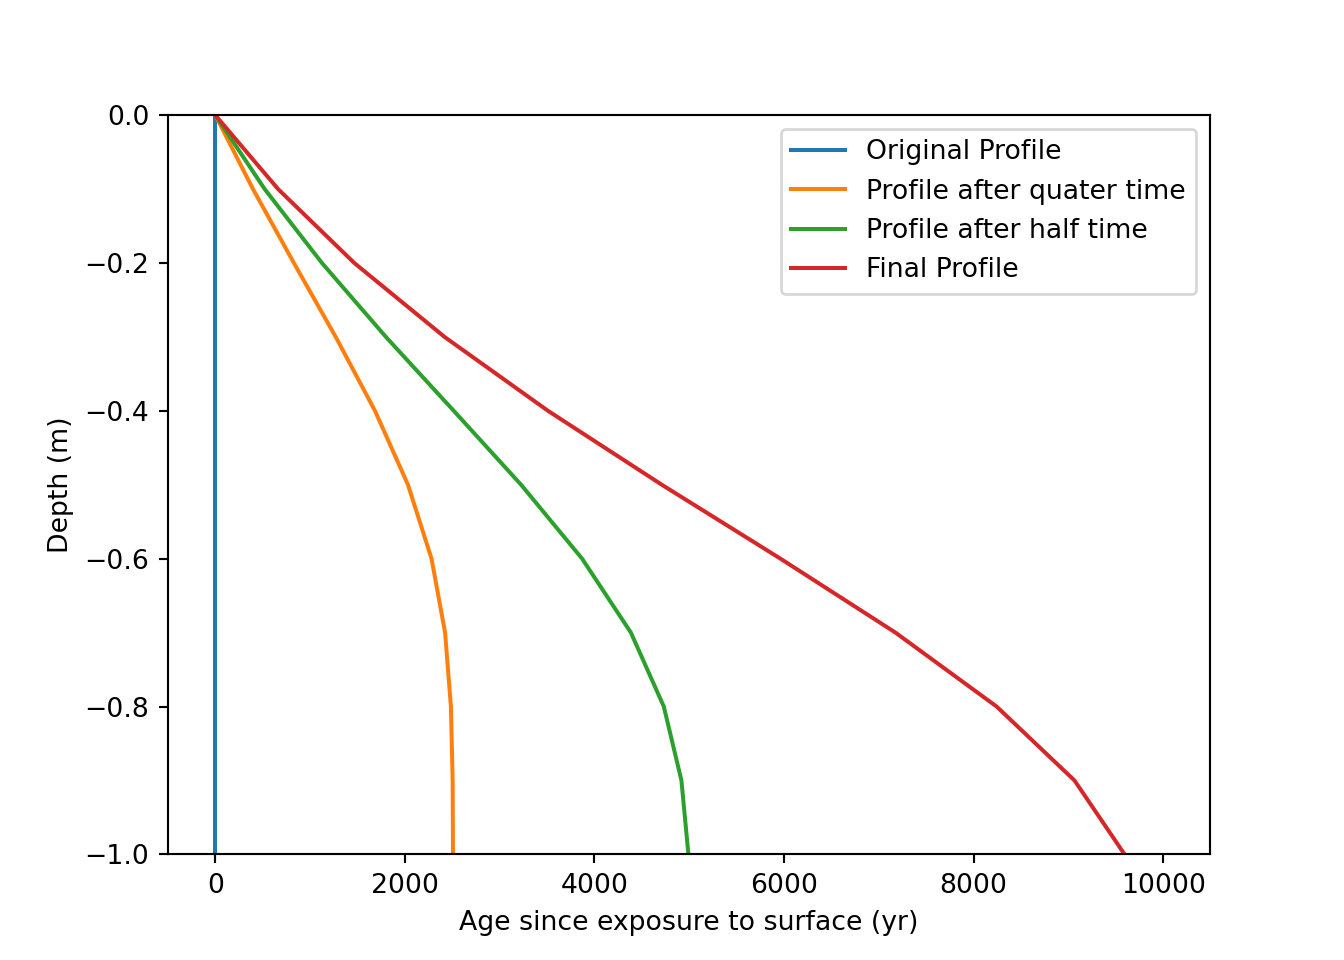 0.0
−0.2
−0.4
−0.6
−0.8
−1.0
Depth (m)
Original Profile
Profile after quater time
Profile after half time
Final Profile
0 2000 4000 6000 8000 10000
Age since exposure to surface (yr)